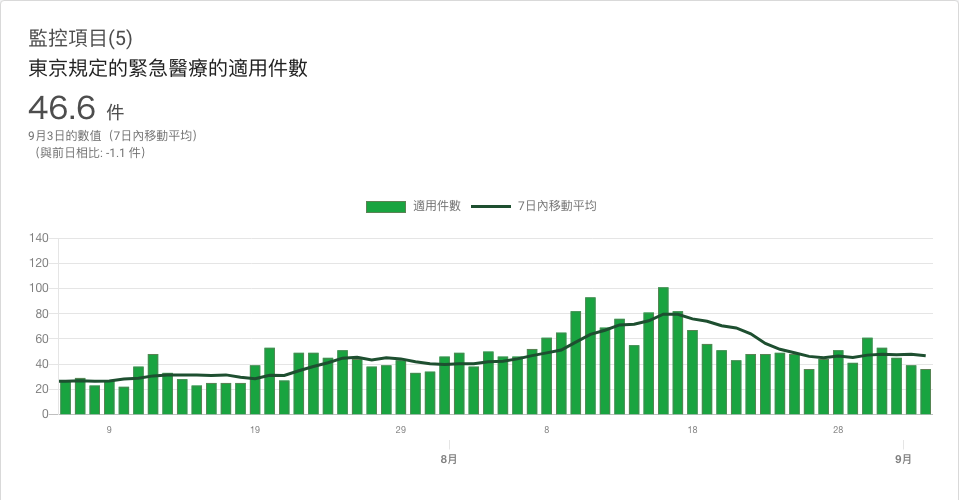 監控項目(5)
東京規定的緊急醫療的適用件數
46.6 件
9月3日的數值（7日內移動平均）
（與前日相比: -1.1 件）
適用件數 7日內移動平均
140
120
100
80
60
40
20
0
9 19 29 8 18 28
8月 9月